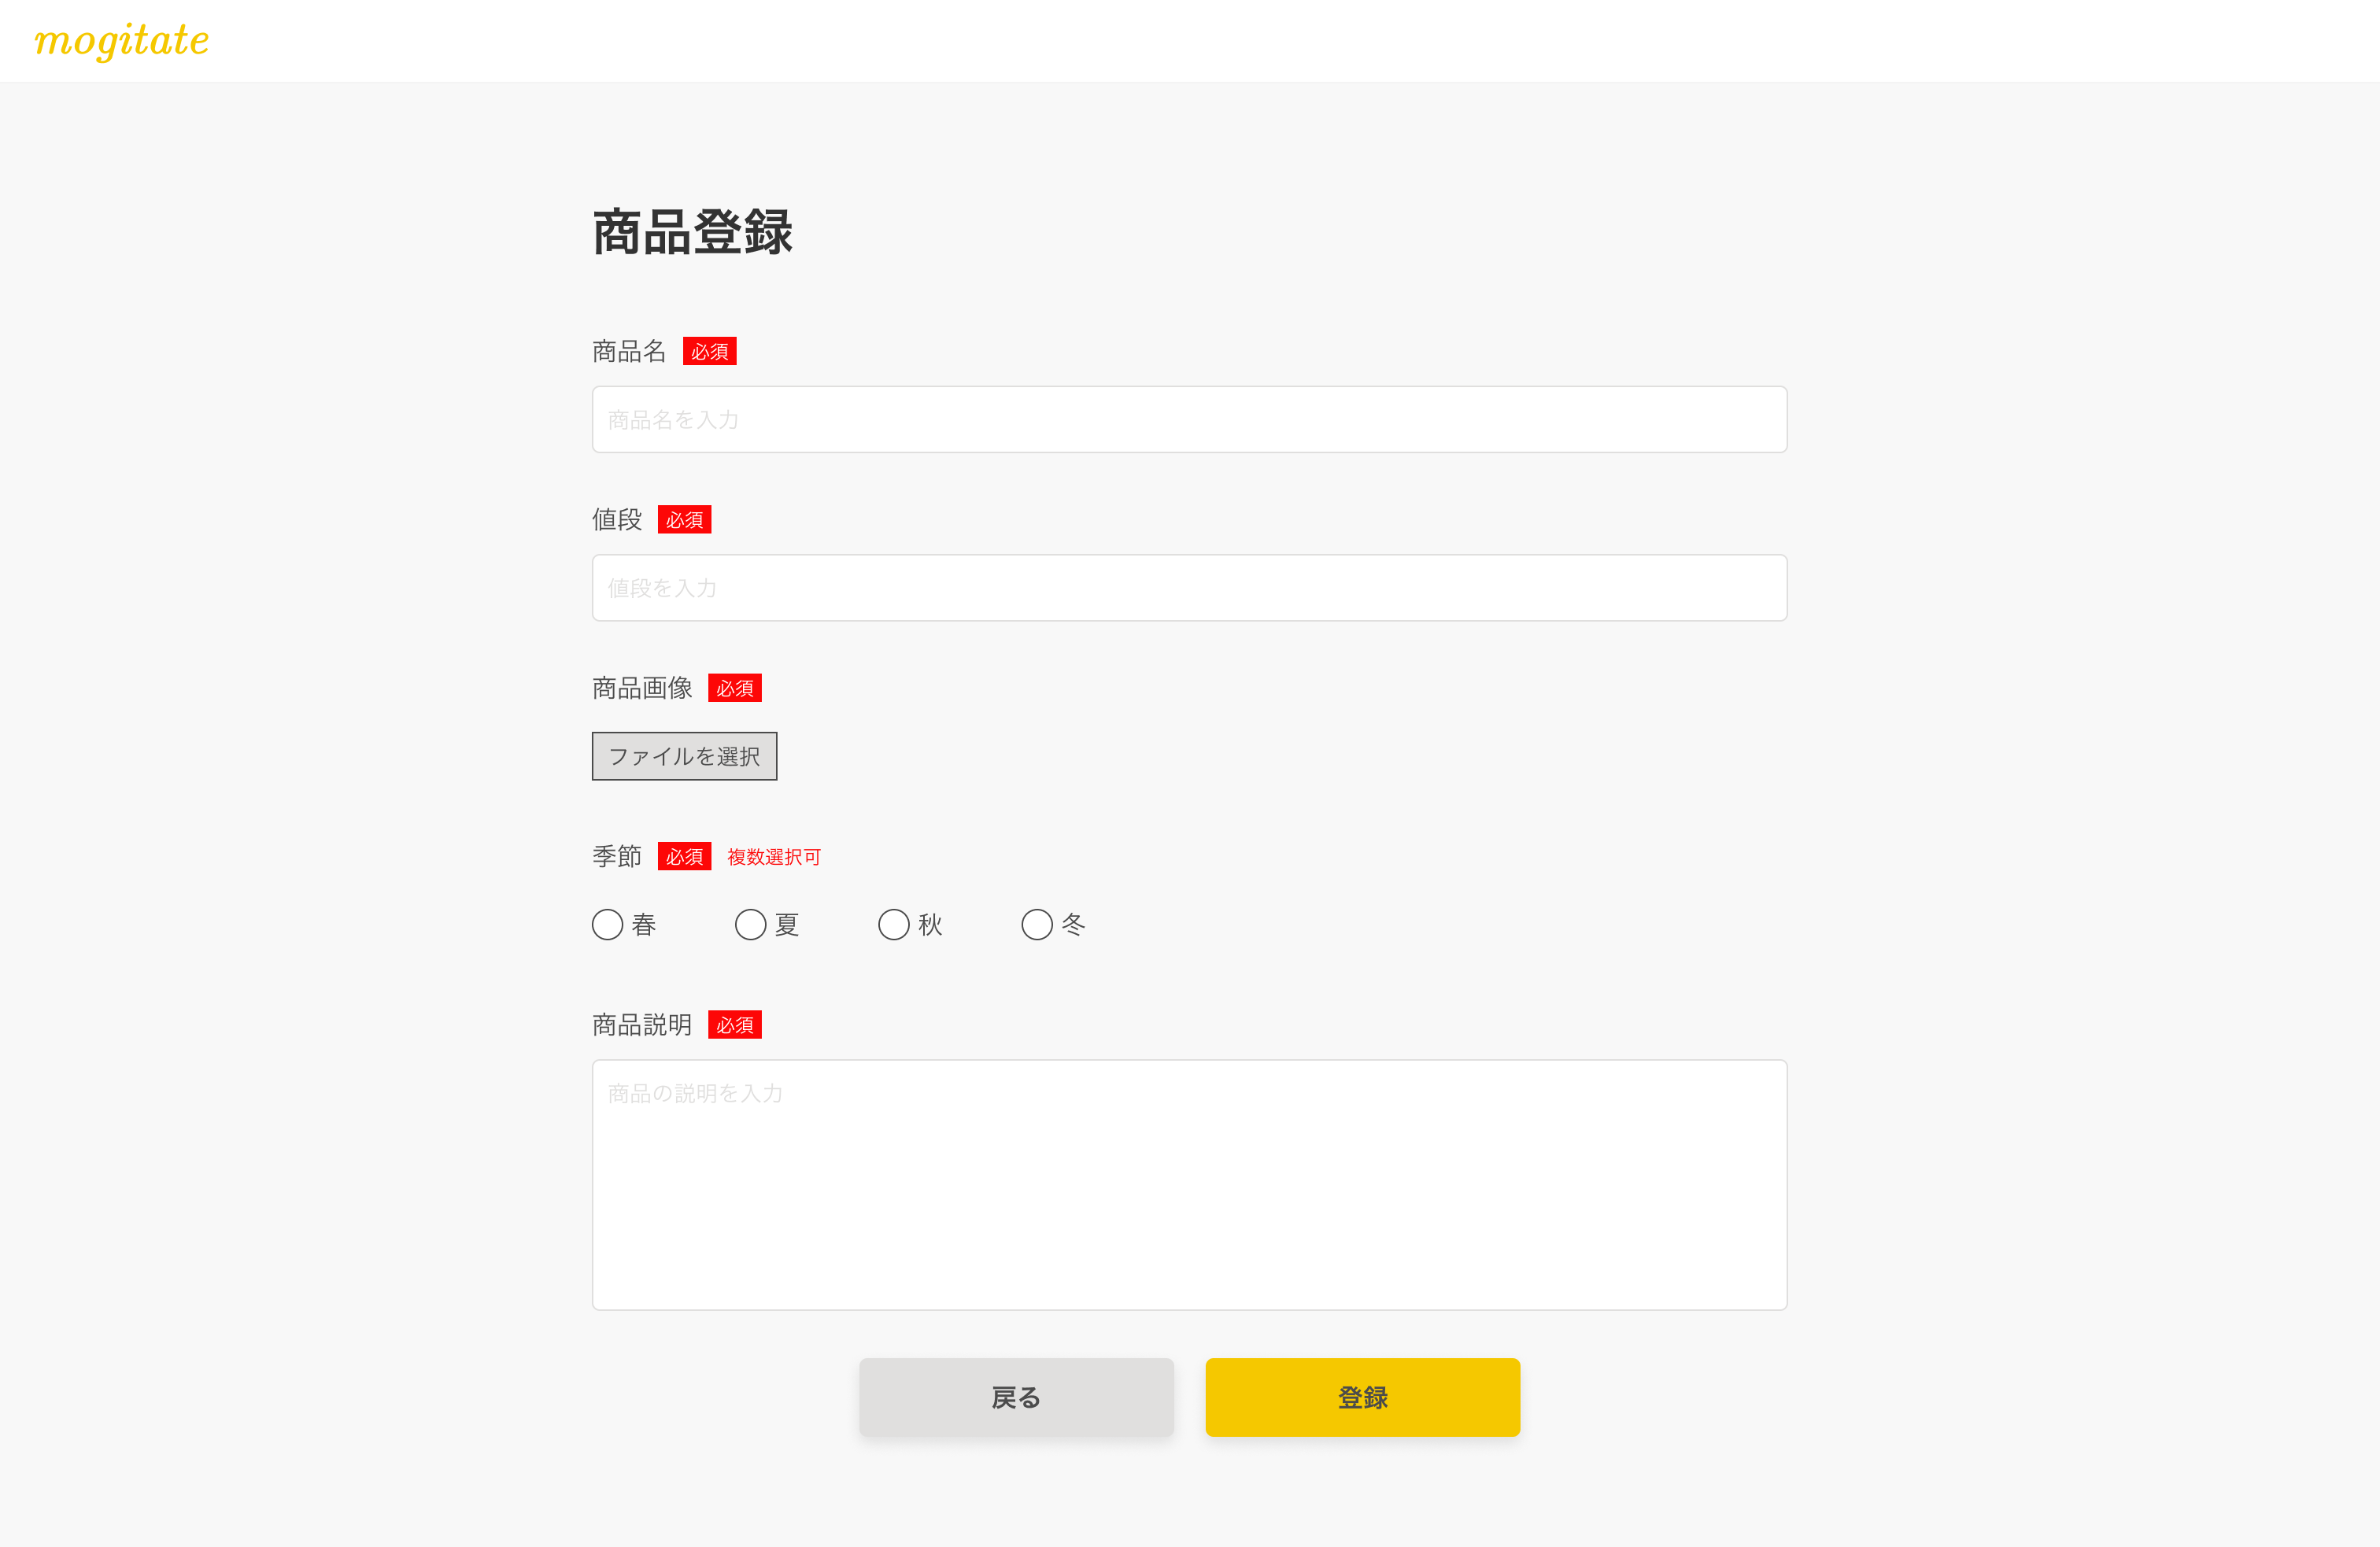 mogitate
商品登録
商品名 必須
商品名を入力
値段 必須
値段を入力
商品画像 必須
ファイルを選択
季節 必須 複数選択可
春 夏 秋 冬
商品説明 必須
商品の説明を入力
戻る 登録